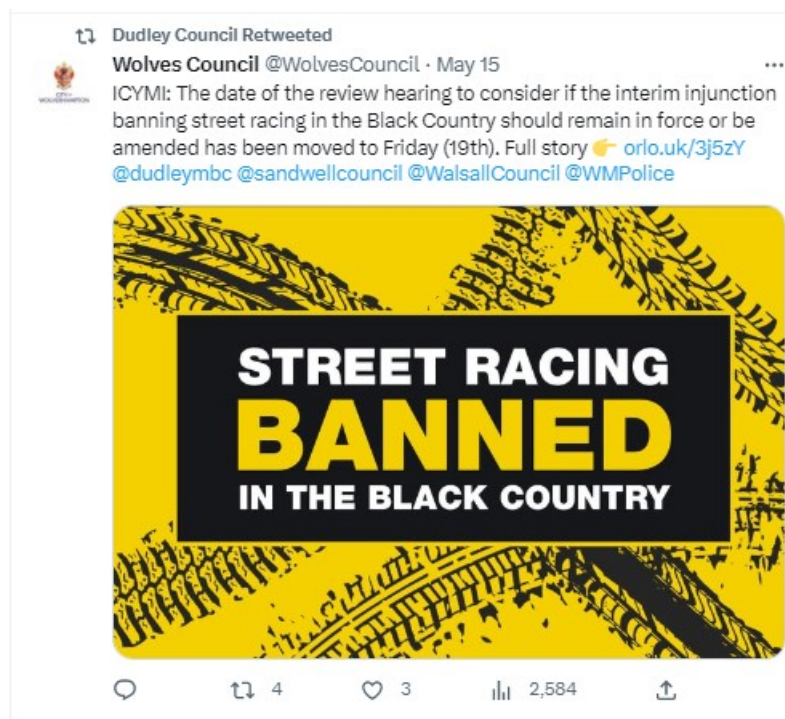 Dudley Council Retweeted
Wolves Council @WolvesCouncil · May 15
ICYMI: The date of the review hearing to consider if the interim injunction
banning street racing in the Black Country should remain in force or be
amended has been moved to Friday (19th). Full story 👉 orlo.uk/3j5zY
@dudleymbc @sandwellcouncil @WalsallCouncil @WMPolice
STREET RACING
BANNED
IN THE BLACK COUNTRY
4 3 2,584